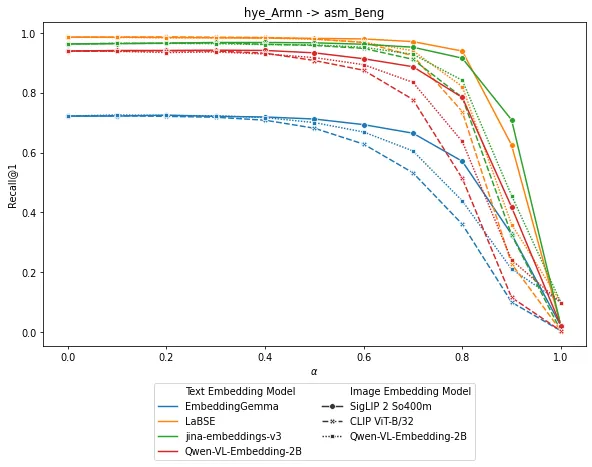 hye_Armn -> asm_Beng
1.0
0.8
0.6
0.4
0.2
0.0
Recall@1
0.0 0.2 0.4 0.6 0.8 1.0
α
Text Embedding Model
EmbeddingGemma
LaBSE
jina-embeddings-v3
Qwen-VL-Embedding-2B
Image Embedding Model
SigLIP 2 So400m
CLIP ViT-B/32
Qwen-VL-Embedding-2B